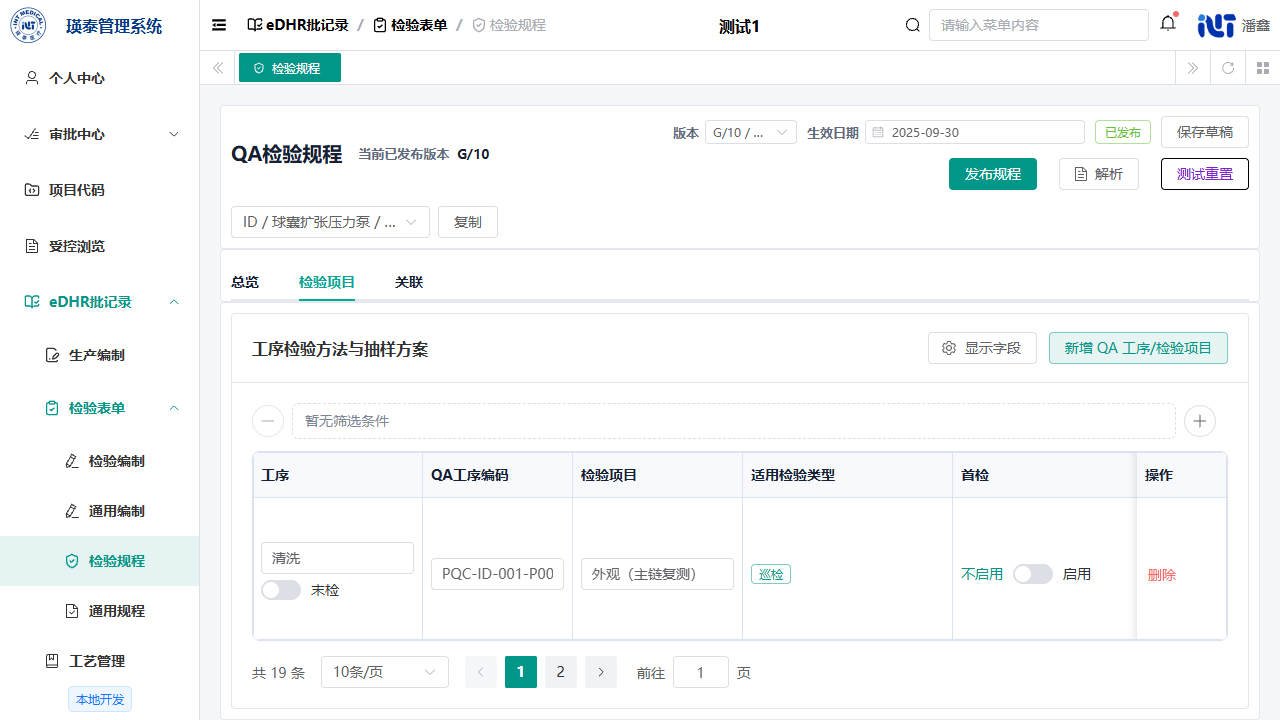 瑛泰管理系统
eDHR批记录 / 检验表单 / 检验规程
测试1
请输入菜单内容
潘鑫
个人中心
审批中心
项目代码
受控浏览
eDHR批记录
生产编制
检验表单
检验编制
通用编制
检验规程
通用规程
工艺管理
本地开发
检验规程
QA检验规程
当前已发布版本 G/10
版本
G/10 / ...
生效日期
2025-09-30
已发布
保存草稿
发布规程
解析
测试重置
ID / 球囊扩张压力泵 / ...
复制
总览
检验项目
关联
工序检验方法与抽样方案
显示字段
新增 QA 工序/检验项目
暂无筛选条件
工序
QA工序编码
检验项目
适用检验类型
首检
操作
清洗
末检
PQC-ID-001-P00
外观（主链复测）
巡检
不启用
启用
删除
共 19 条
10条/页
1
2
前往
1
页